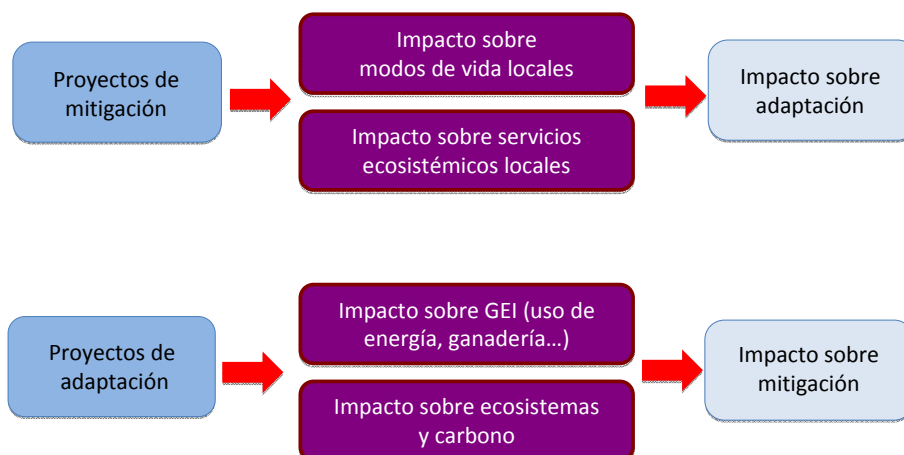 Proyectos de
mitigación
Impacto sobre
modos de vida locales
Impacto sobre servicios
ecosistémicos locales
Impacto sobre
adaptación
Proyectos de
adaptación
Impacto sobre GEI (uso de
energía, ganadería…)
Impacto sobre ecosistemas
y carbono
Impacto sobre
mitigación